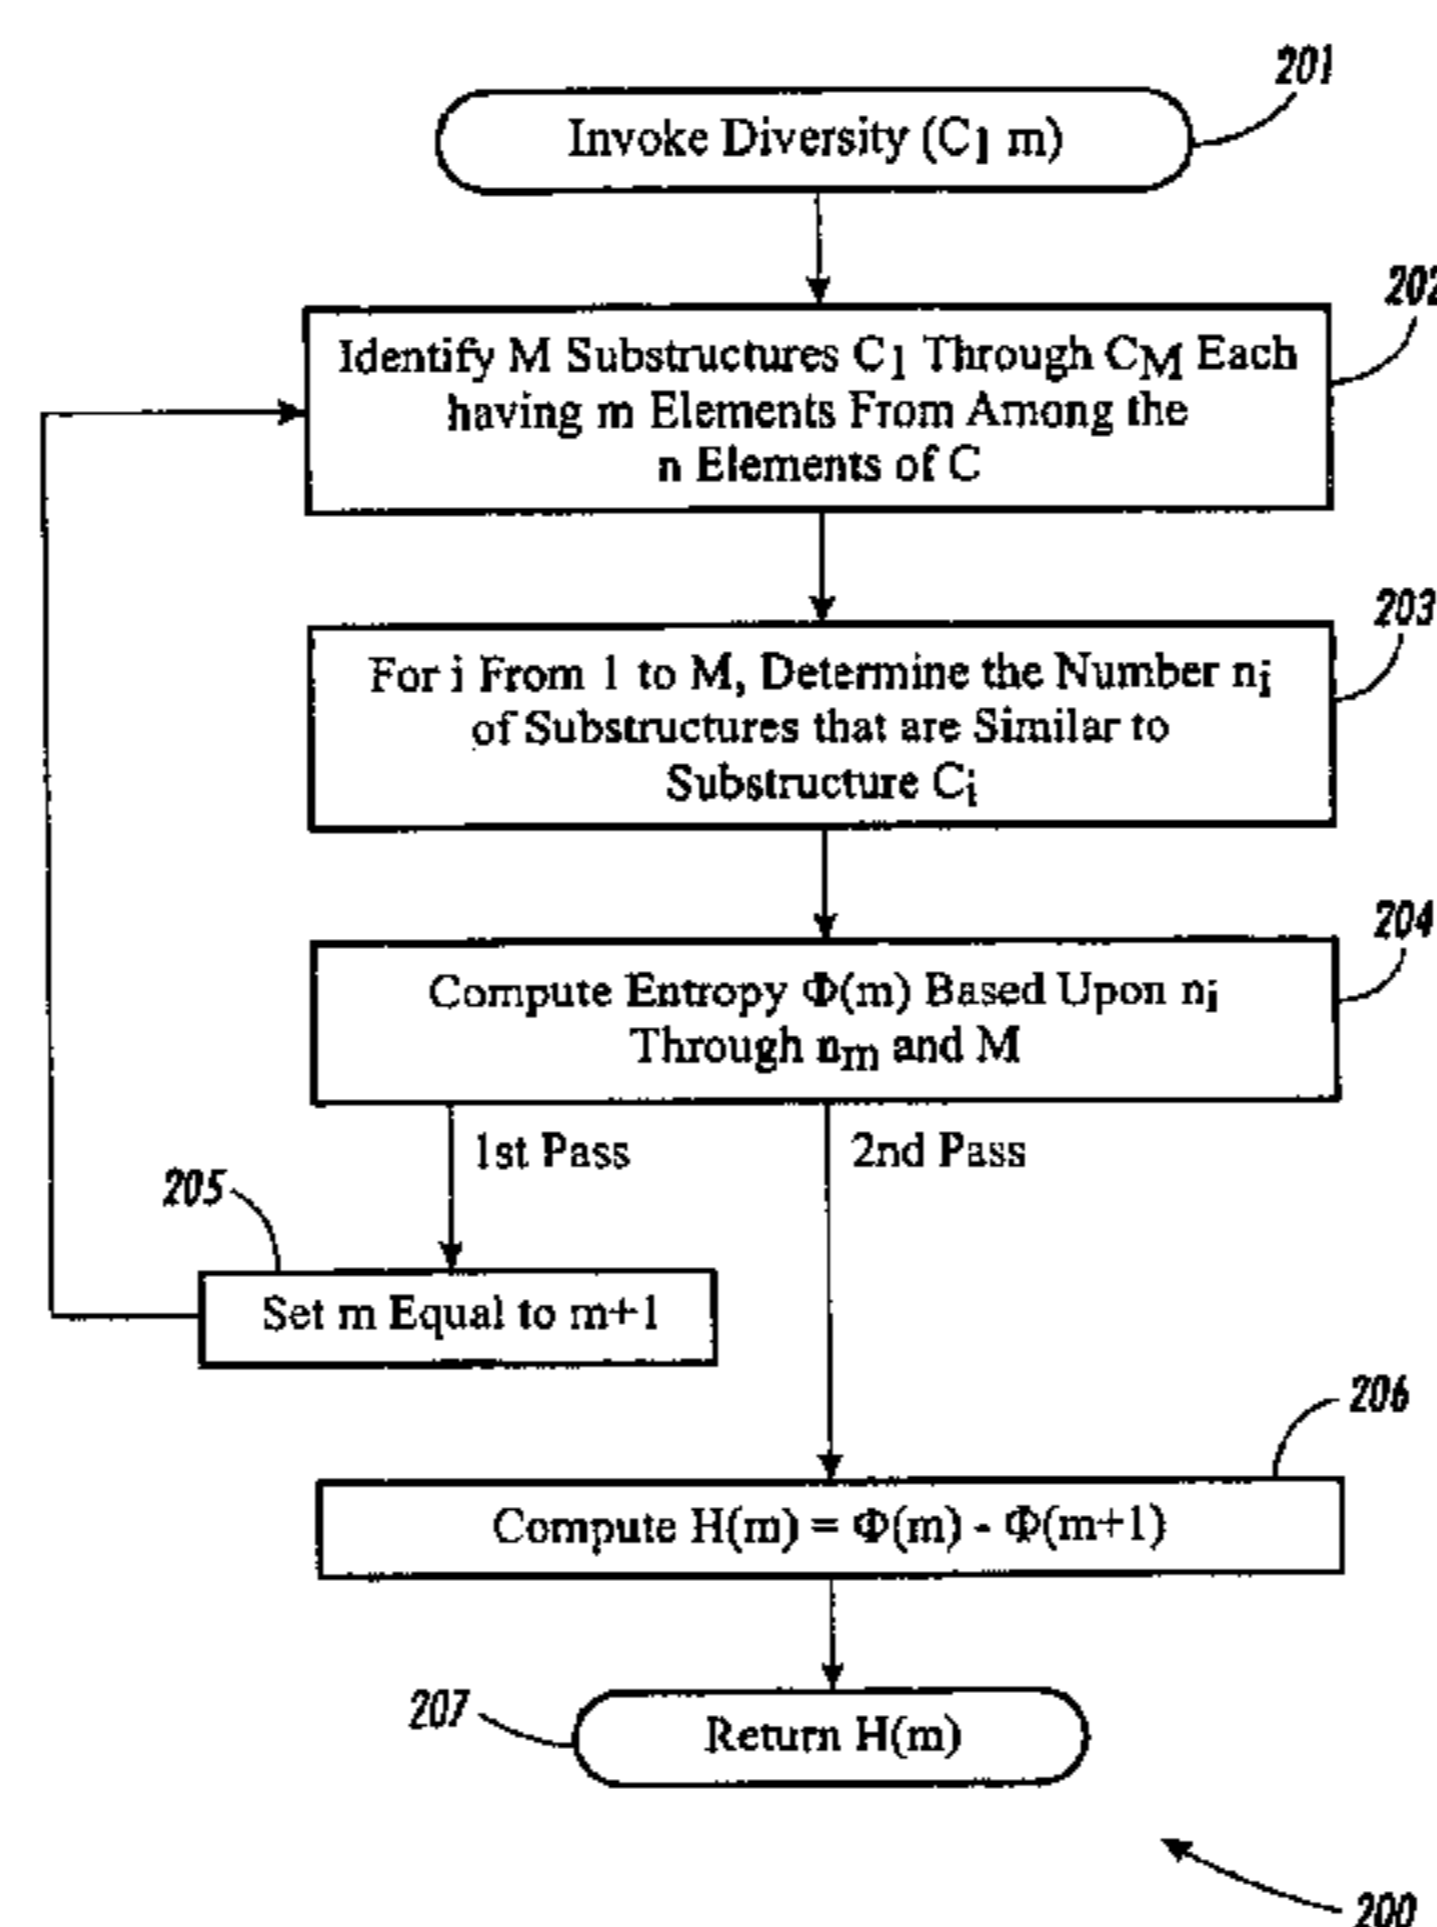 201
Invoke Diversity (C1 m)
202
Identify M Substructures C1 Through CM Each
having m Elements From Among the
n Elements of C
203
For i From 1 to M, Determine the Number ni
of Substructures that are Similar to
Substructure Ci
204
Compute Entropy Φ(m) Based Upon ni
Through nm and M
1st Pass
2nd Pass
205
Set m Equal to m+1
206
Compute H(m) = Φ(m) - Φ(m+1)
207
Return H(m)
200